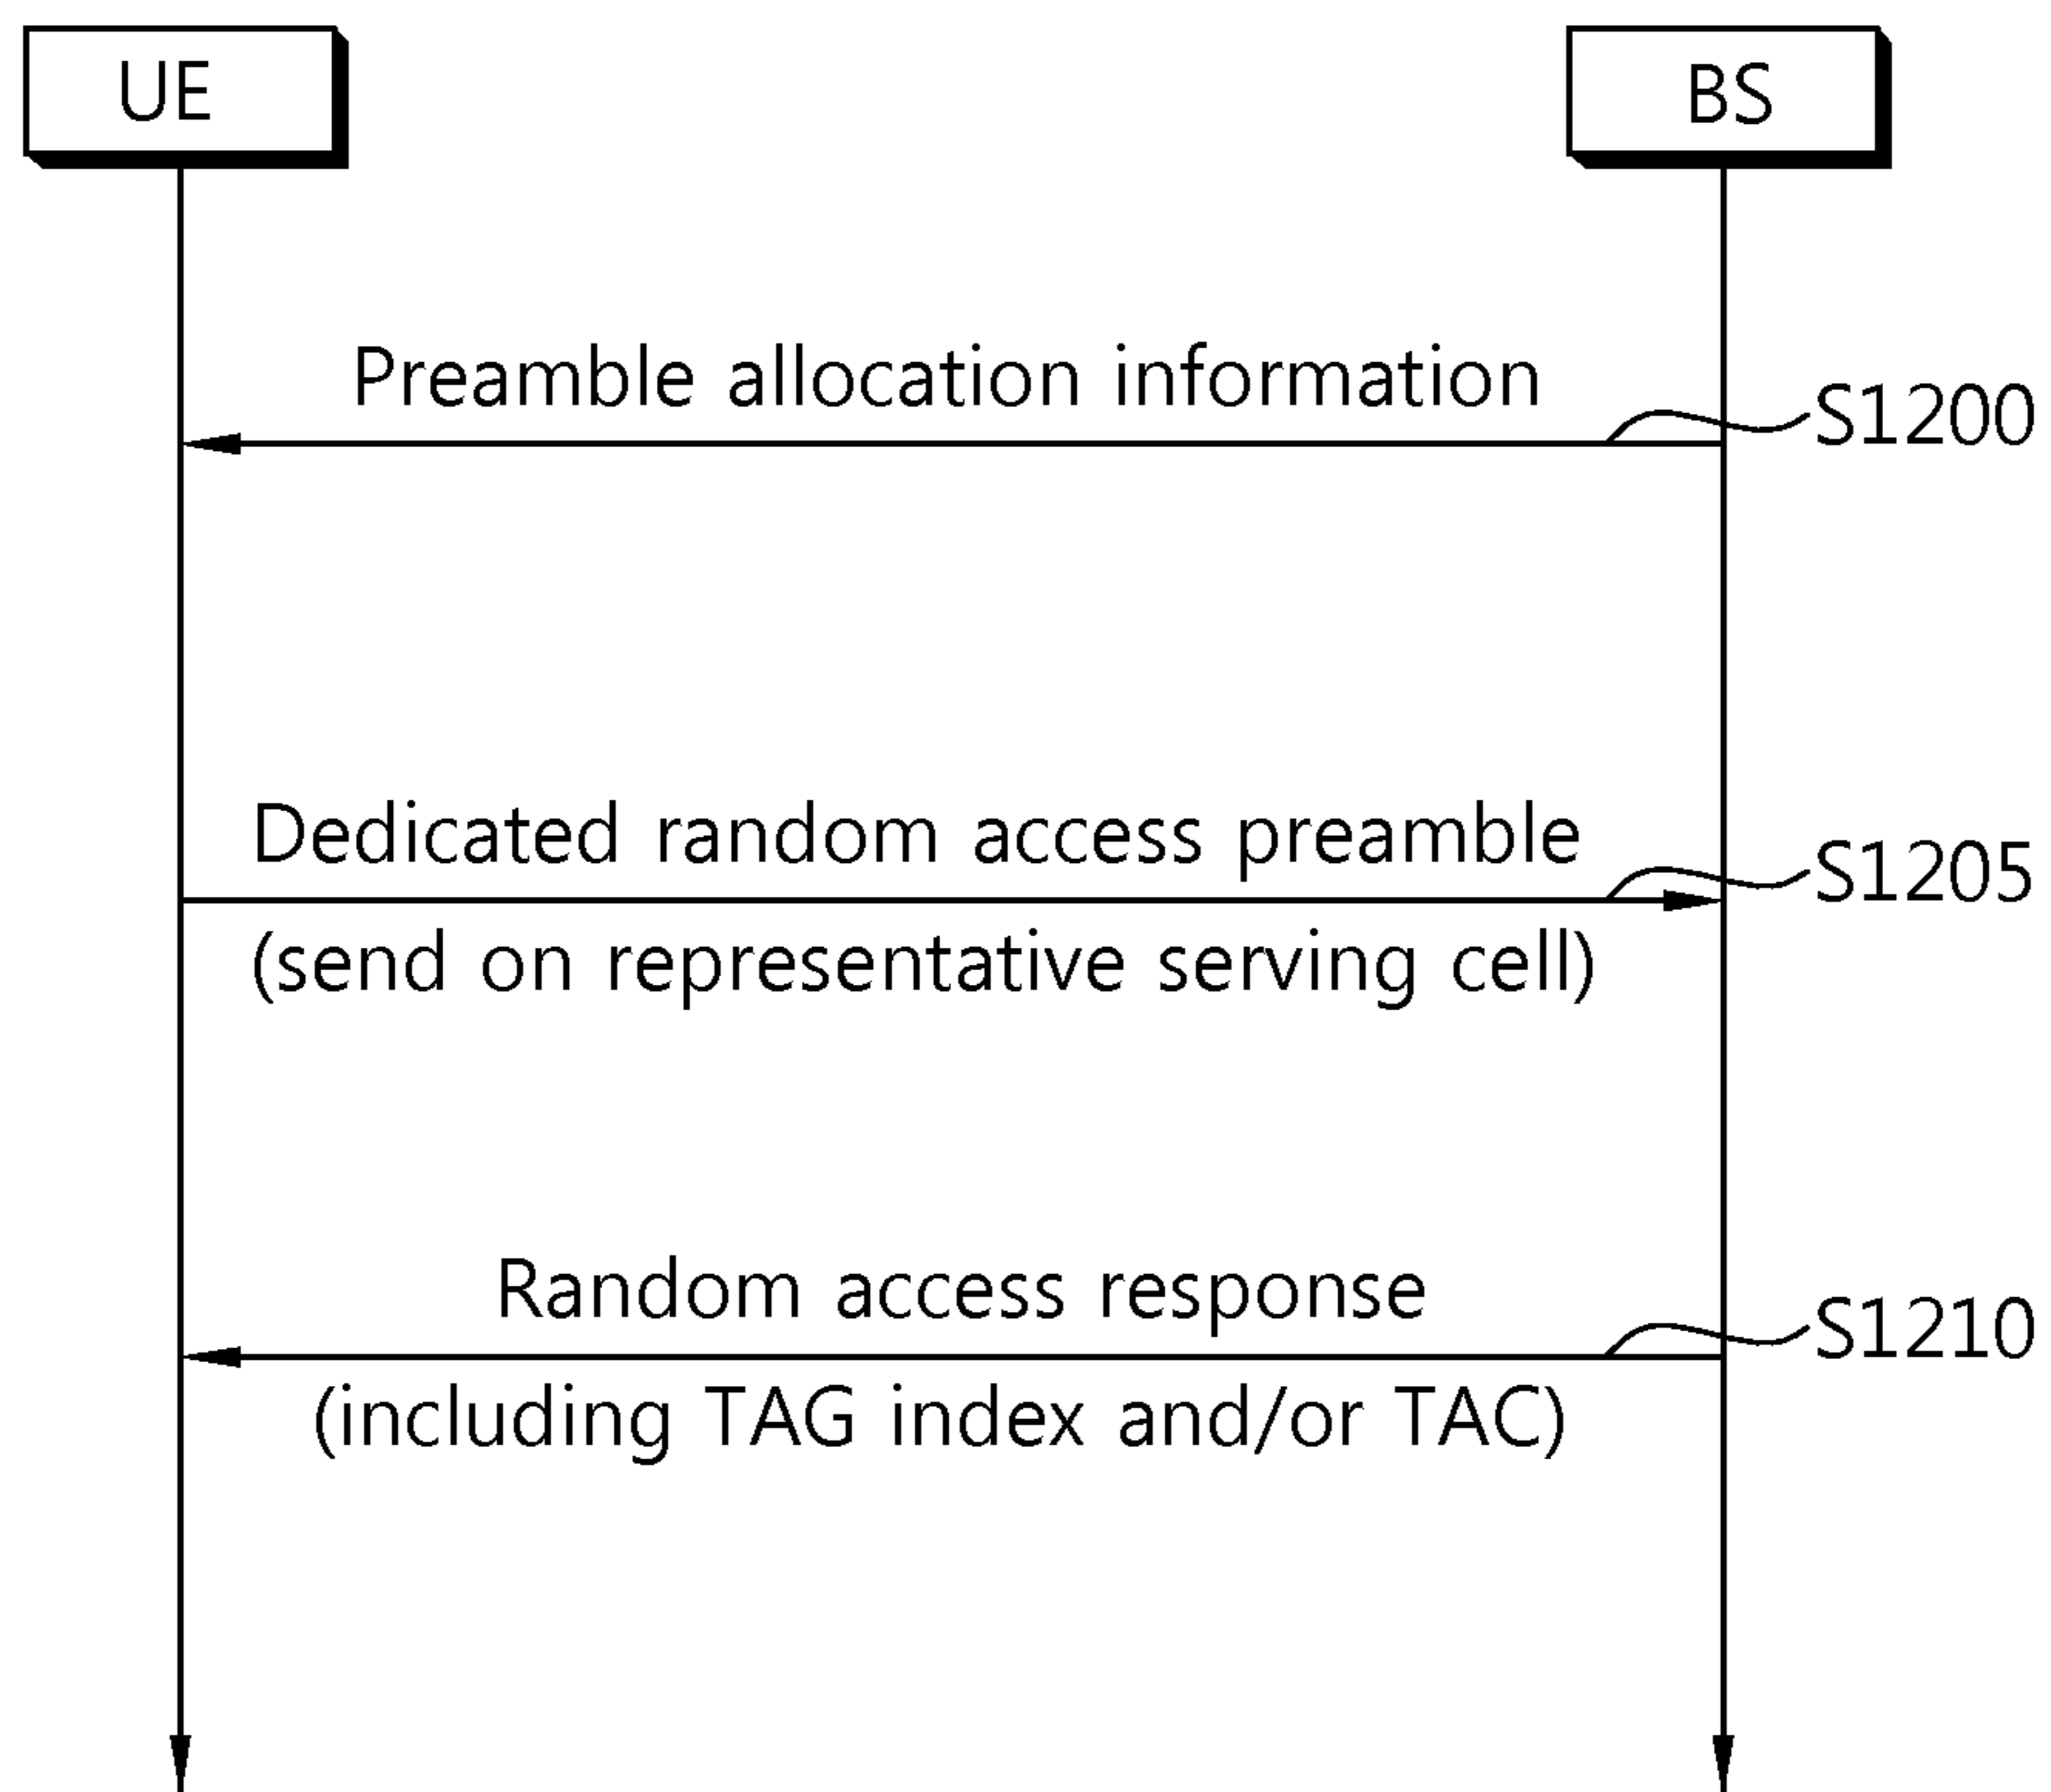 UE
BS
Preamble allocation information
S1200
Dedicated random access preamble
S1205
(send on representative serving cell)
Random access response
S1210
(including TAG index and/or TAC)